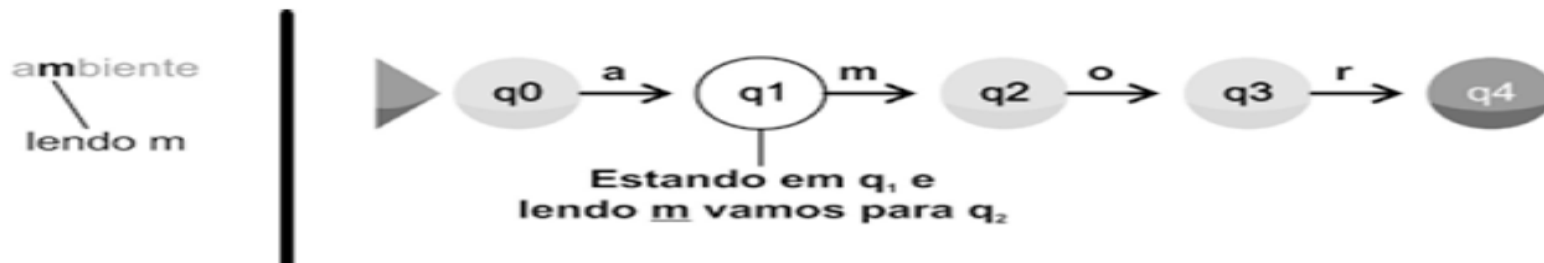 ambiente
lendo m
a m o r
q0 q1 q2 q3 q4
Estando em q₁ e
lendo m vamos para q₂